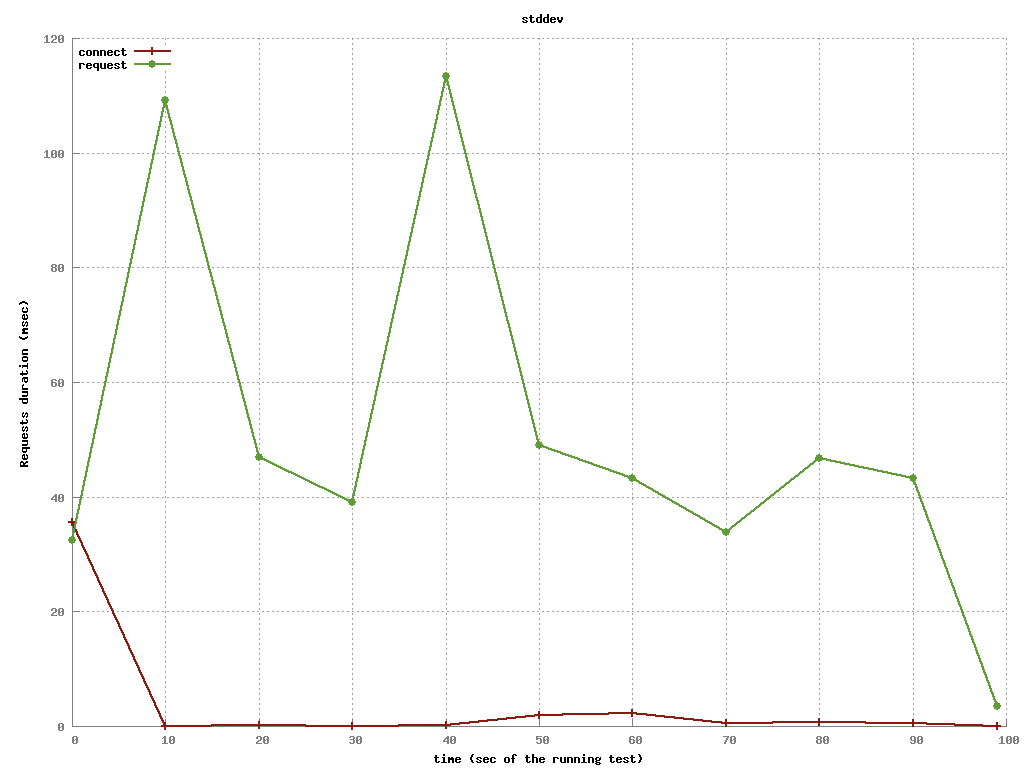 stddev
connect
request
120
100
80
60
40
20
0
Requests duration (msec)
0 10 20 30 40 50 60 70 80 90 100
time (sec of the running test)